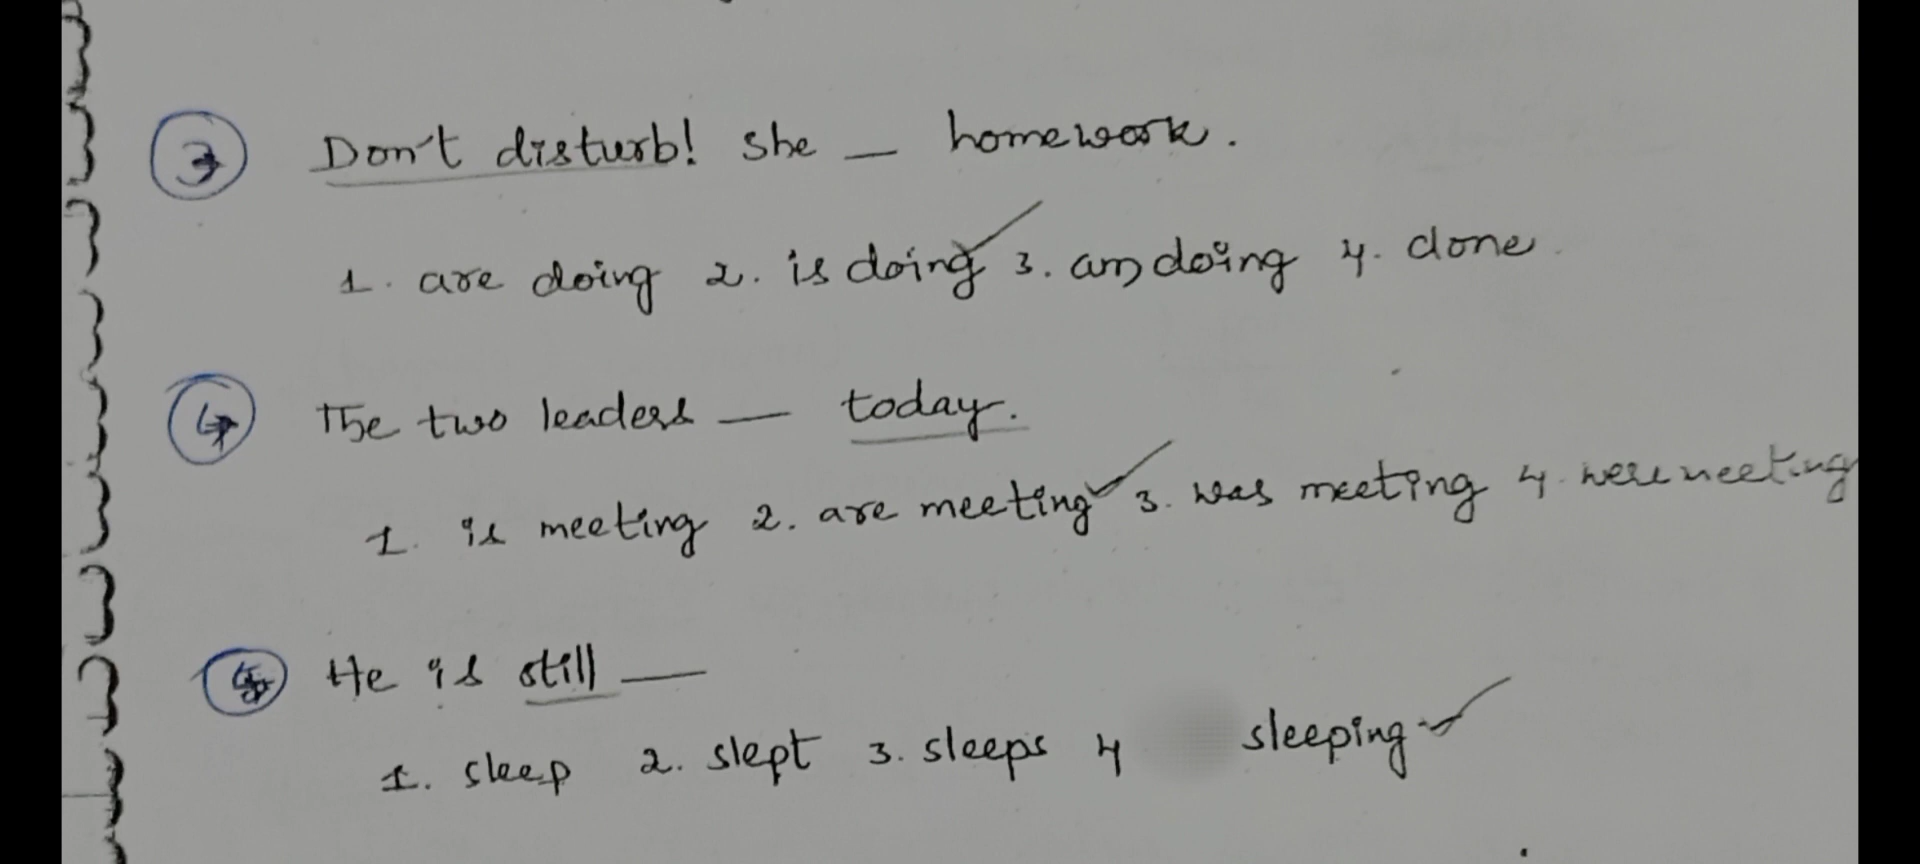 3 Don't disturb! She _ homework.
1. are doing 2. is doing 3. am doing 4. done
4 The two leaders _ today.
1. is meeting 2. are meeting 3. was meeting 4. were meeting
5 He is still _
1. sleep 2. slept 3. sleeps 4 sleeping